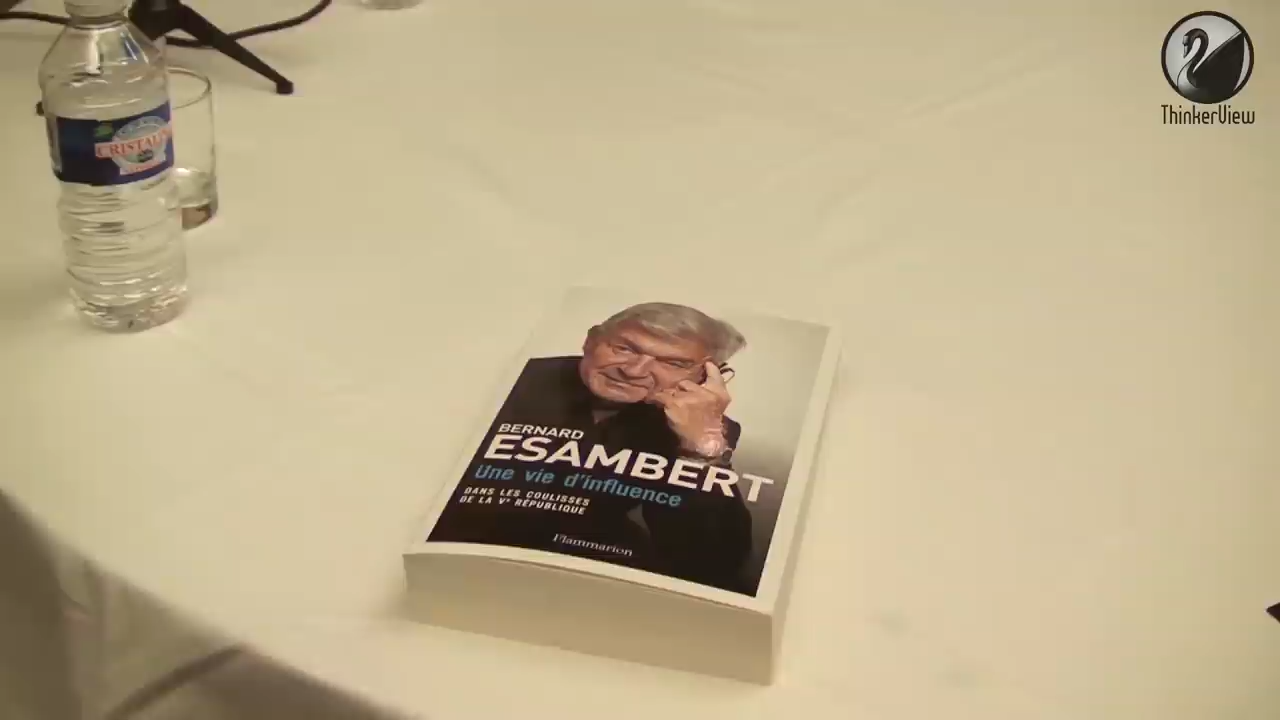 ThinkerView
CRISTALINE
BERNARD
ESAMBERT
Une vie d'influence
DANS LES COULISSES
DE LA Ve RÉPUBLIQUE
Flammarion